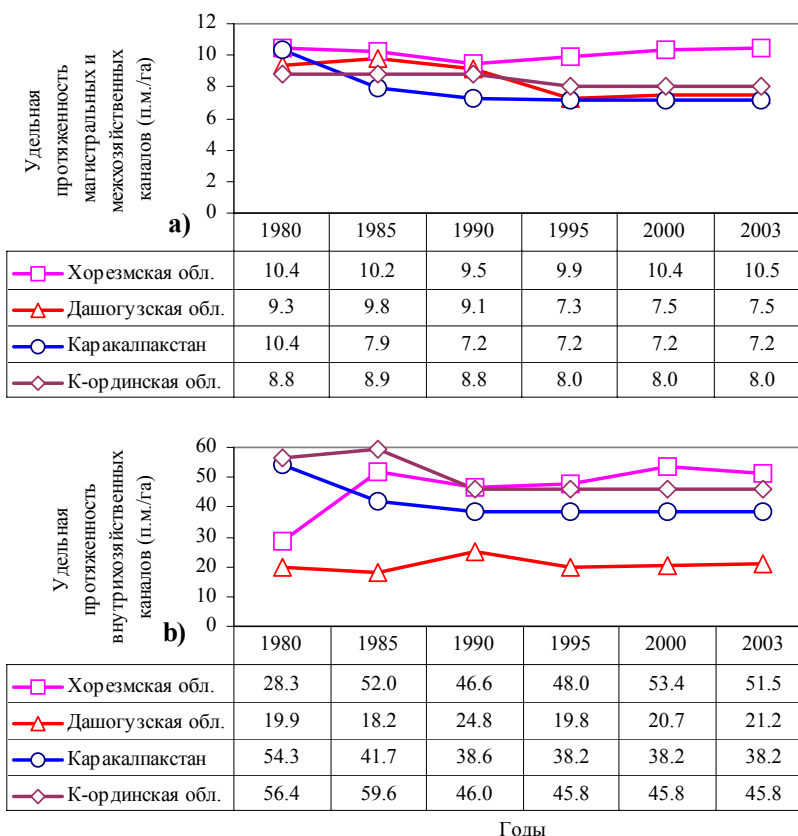 Удельная
протяженность
магистральных и
межхозяйственных
каналов (п.м./га)
12
10
8
6
4
2
0
а)
1980 1985 1990 1995 2000 2003
Хорезмская обл. 10.4 10.2 9.5 9.9 10.4 10.5
Дашогузская обл. 9.3 9.8 9.1 7.3 7.5 7.5
Каракалпакстан 10.4 7.9 7.2 7.2 7.2 7.2
К-ординская обл. 8.8 8.9 8.8 8.0 8.0 8.0
Удельная
протяженность
внутрихозяйственных
каналов (п.м./га)
60
50
40
30
20
10
0
b)
1980 1985 1990 1995 2000 2003
Хорезмская обл. 28.3 52.0 46.6 48.0 53.4 51.5
Дашогузская обл. 19.9 18.2 24.8 19.8 20.7 21.2
Каракалпакстан 54.3 41.7 38.6 38.2 38.2 38.2
К-ординская обл. 56.4 59.6 46.0 45.8 45.8 45.8
Годы